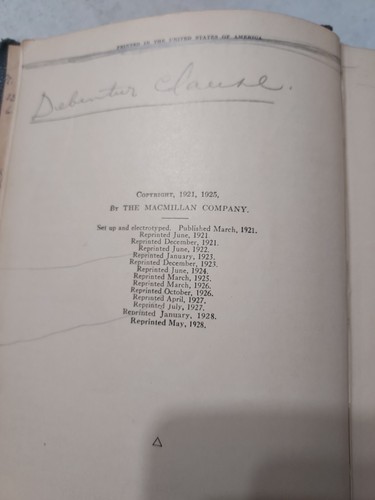 PRINTED IN THE UNITED STATES OF AMERICA
Debentur Clause.
COPYRIGHT, 1921, 1925,
BY THE MACMILLAN COMPANY.
Set up and electrotyped. Published March, 1921.
Reprinted June, 1921
Reprinted December, 1921.
Reprinted June, 1922.
Reprinted January, 1923.
Reprinted December, 1923.
Reprinted June, 1924.
Reprinted March, 1925.
Reprinted March, 1926.
Reprinted October, 1926.
Reprinted April, 1927.
Reprinted July, 1927.
Reprinted January, 1928.
Reprinted May, 1928.